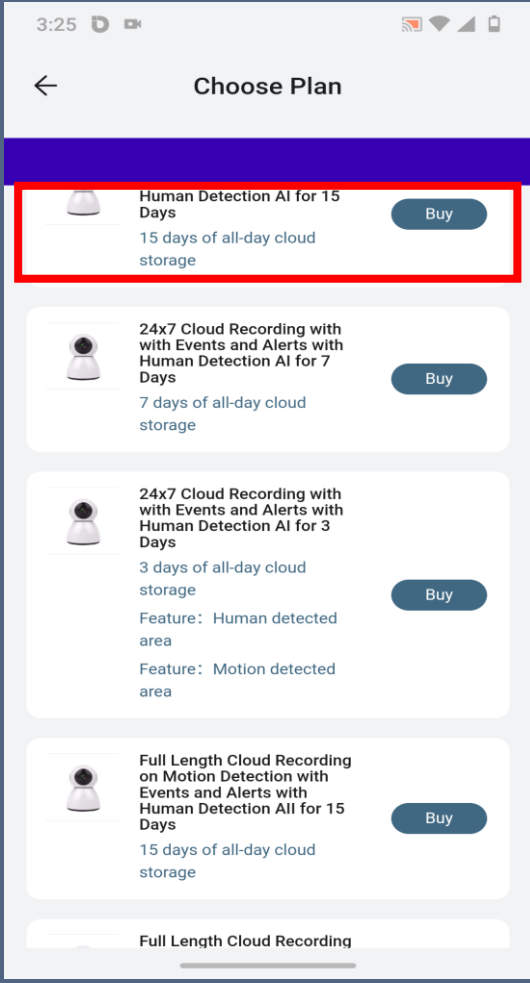 3:25
Choose Plan
Human Detection AI for 15
Days
15 days of all-day cloud
storage
Buy
24x7 Cloud Recording with
with Events and Alerts with
Human Detection AI for 7
Days
7 days of all-day cloud
storage
Buy
24x7 Cloud Recording with
with Events and Alerts with
Human Detection AI for 3
Days
3 days of all-day cloud
storage
Feature：Human detected
area
Feature：Motion detected
area
Buy
Full Length Cloud Recording
on Motion Detection with
Events and Alerts with
Human Detection AII for 15
Days
15 days of all-day cloud
storage
Buy
Full Length Cloud Recording